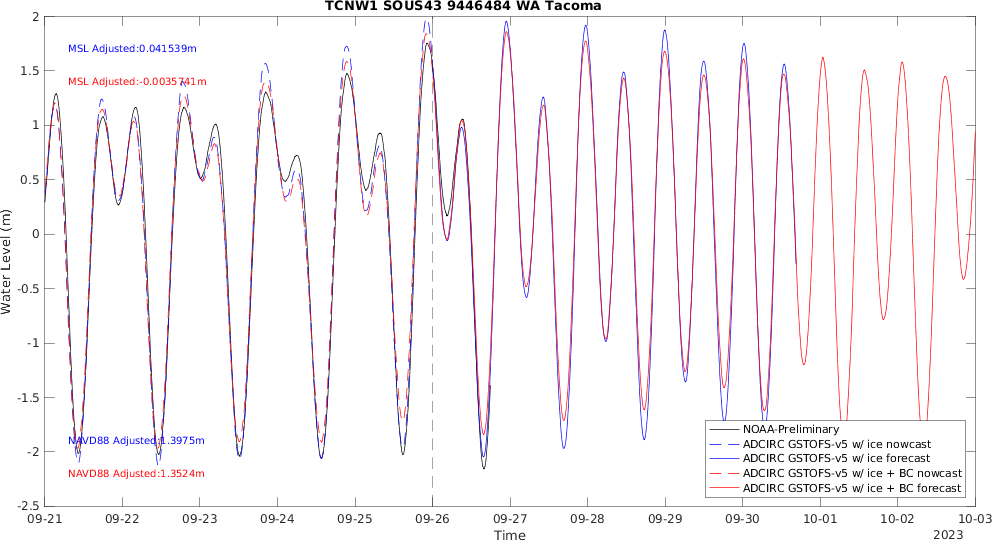 TCNW1 SOUS43 9446484 WA Tacoma
2
1.5
1
0.5
0
-0.5
-1
-1.5
-2
-2.5
Water Level (m)
MSL Adjusted:0.041539m
MSL Adjusted:-0.0035741m
NAVD88 Adjusted:1.3975m
NAVD88 Adjusted:1.3524m
NOAA-Preliminary
ADCIRC GSTOFS-v5 w/ ice nowcast
ADCIRC GSTOFS-v5 w/ ice forecast
ADCIRC GSTOFS-v5 w/ ice + BC nowcast
ADCIRC GSTOFS-v5 w/ ice + BC forecast
09-21 09-22 09-23 09-24 09-25 09-26 09-27 09-28 09-29 09-30 10-01 10-02 10-03
Time
2023